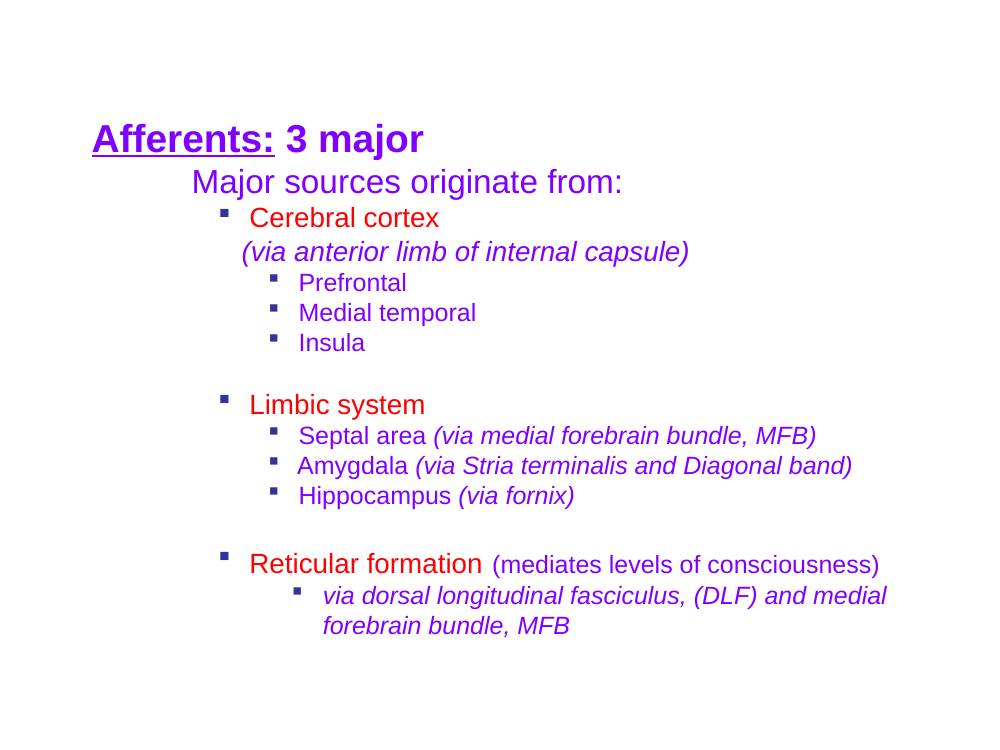 Afferents: 3 major
Major sources originate from:
▪ Cerebral cortex
(via anterior limb of internal capsule)
▪ Prefrontal
▪ Medial temporal
▪ Insula
▪ Limbic system
▪ Septal area (via medial forebrain bundle, MFB)
▪ Amygdala (via Stria terminalis and Diagonal band)
▪ Hippocampus (via fornix)
▪ Reticular formation (mediates levels of consciousness)
▪ via dorsal longitudinal fasciculus, (DLF) and medial
forebrain bundle, MFB